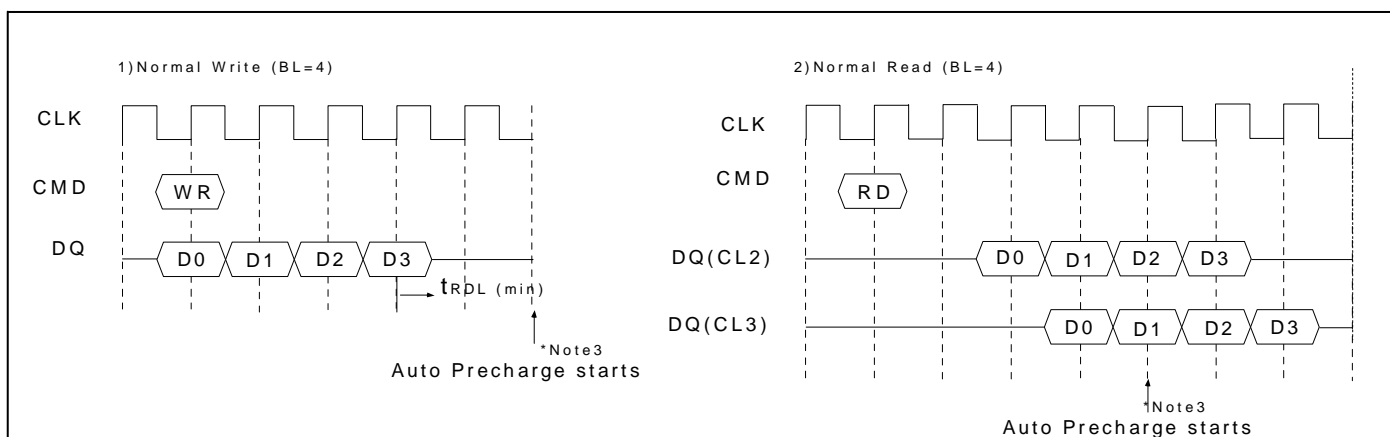 1)Normal Write (BL=4)
CLK
CMD
WR
DQ
D0 D1 D2 D3
tRDL (min)
*Note3
Auto Precharge starts
2)Normal Read (BL=4)
CLK
CMD
RD
DQ(CL2)
D0 D1 D2 D3
DQ(CL3)
D0 D1 D2 D3
*Note3
Auto Precharge starts